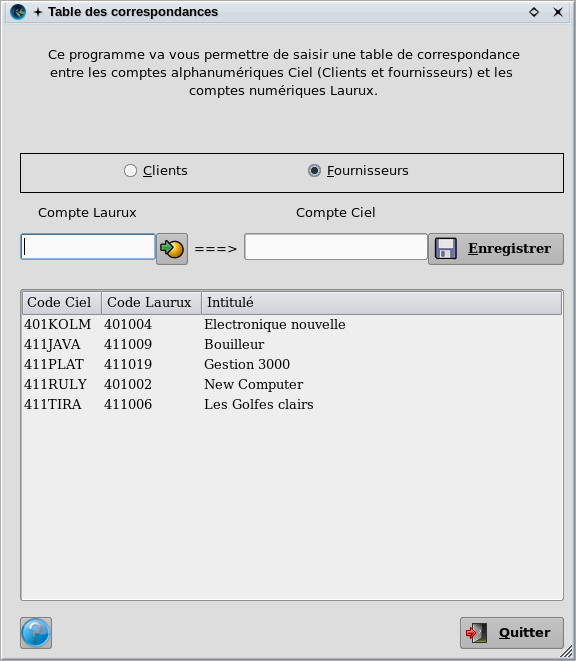 Table des correspondances
Ce programme va vous permettre de saisir une table de correspondance
entre les comptes alphanumériques Ciel (Clients et fournisseurs) et les
comptes numériques Laurux.
Clients Fournisseurs
Compte Laurux Compte Ciel
===> Enregistrer
Code Ciel Code Laurux Intitulé
401KOLM 401004 Electronique nouvelle
411JAVA 411009 Bouilleur
411PLAT 411019 Gestion 3000
411RULY 401002 New Computer
411TIRA 411006 Les Golfes clairs
? Quitter